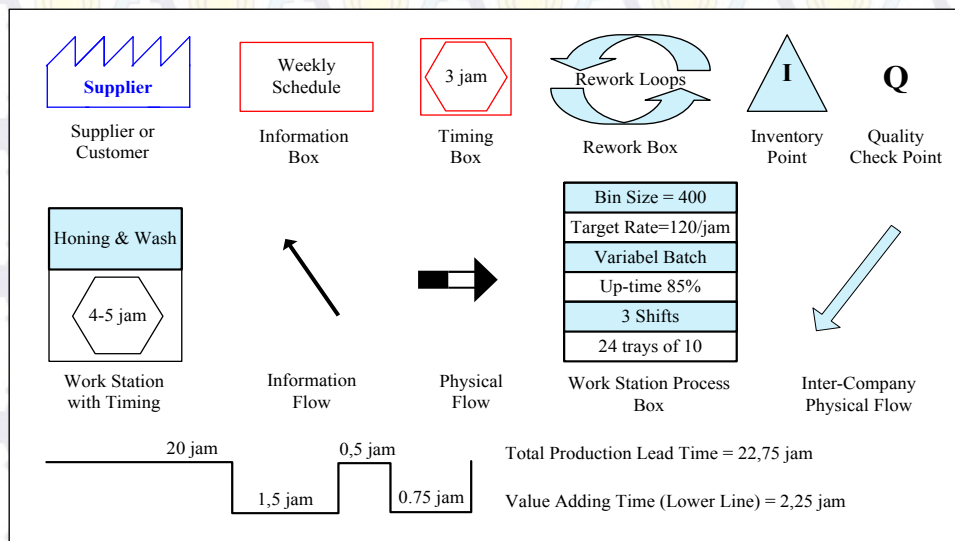 Supplier
Supplier or
Customer
Weekly
Schedule
Information
Box
3 jam
Timing
Box
Rework Loops
Rework Box
I
Inventory
Point
Q
Quality
Check Point
Honing & Wash
4-5 jam
Work Station
with Timing
Information
Flow
Physical
Flow
Bin Size = 400
Target Rate=120/jam
Variabel Batch
Up-time 85%
3 Shifts
24 trays of 10
Work Station Process
Box
Inter-Company
Physical Flow
20 jam
1,5 jam
0,5 jam
0.75 jam
Total Production Lead Time = 22,75 jam
Value Adding Time (Lower Line) = 2,25 jam